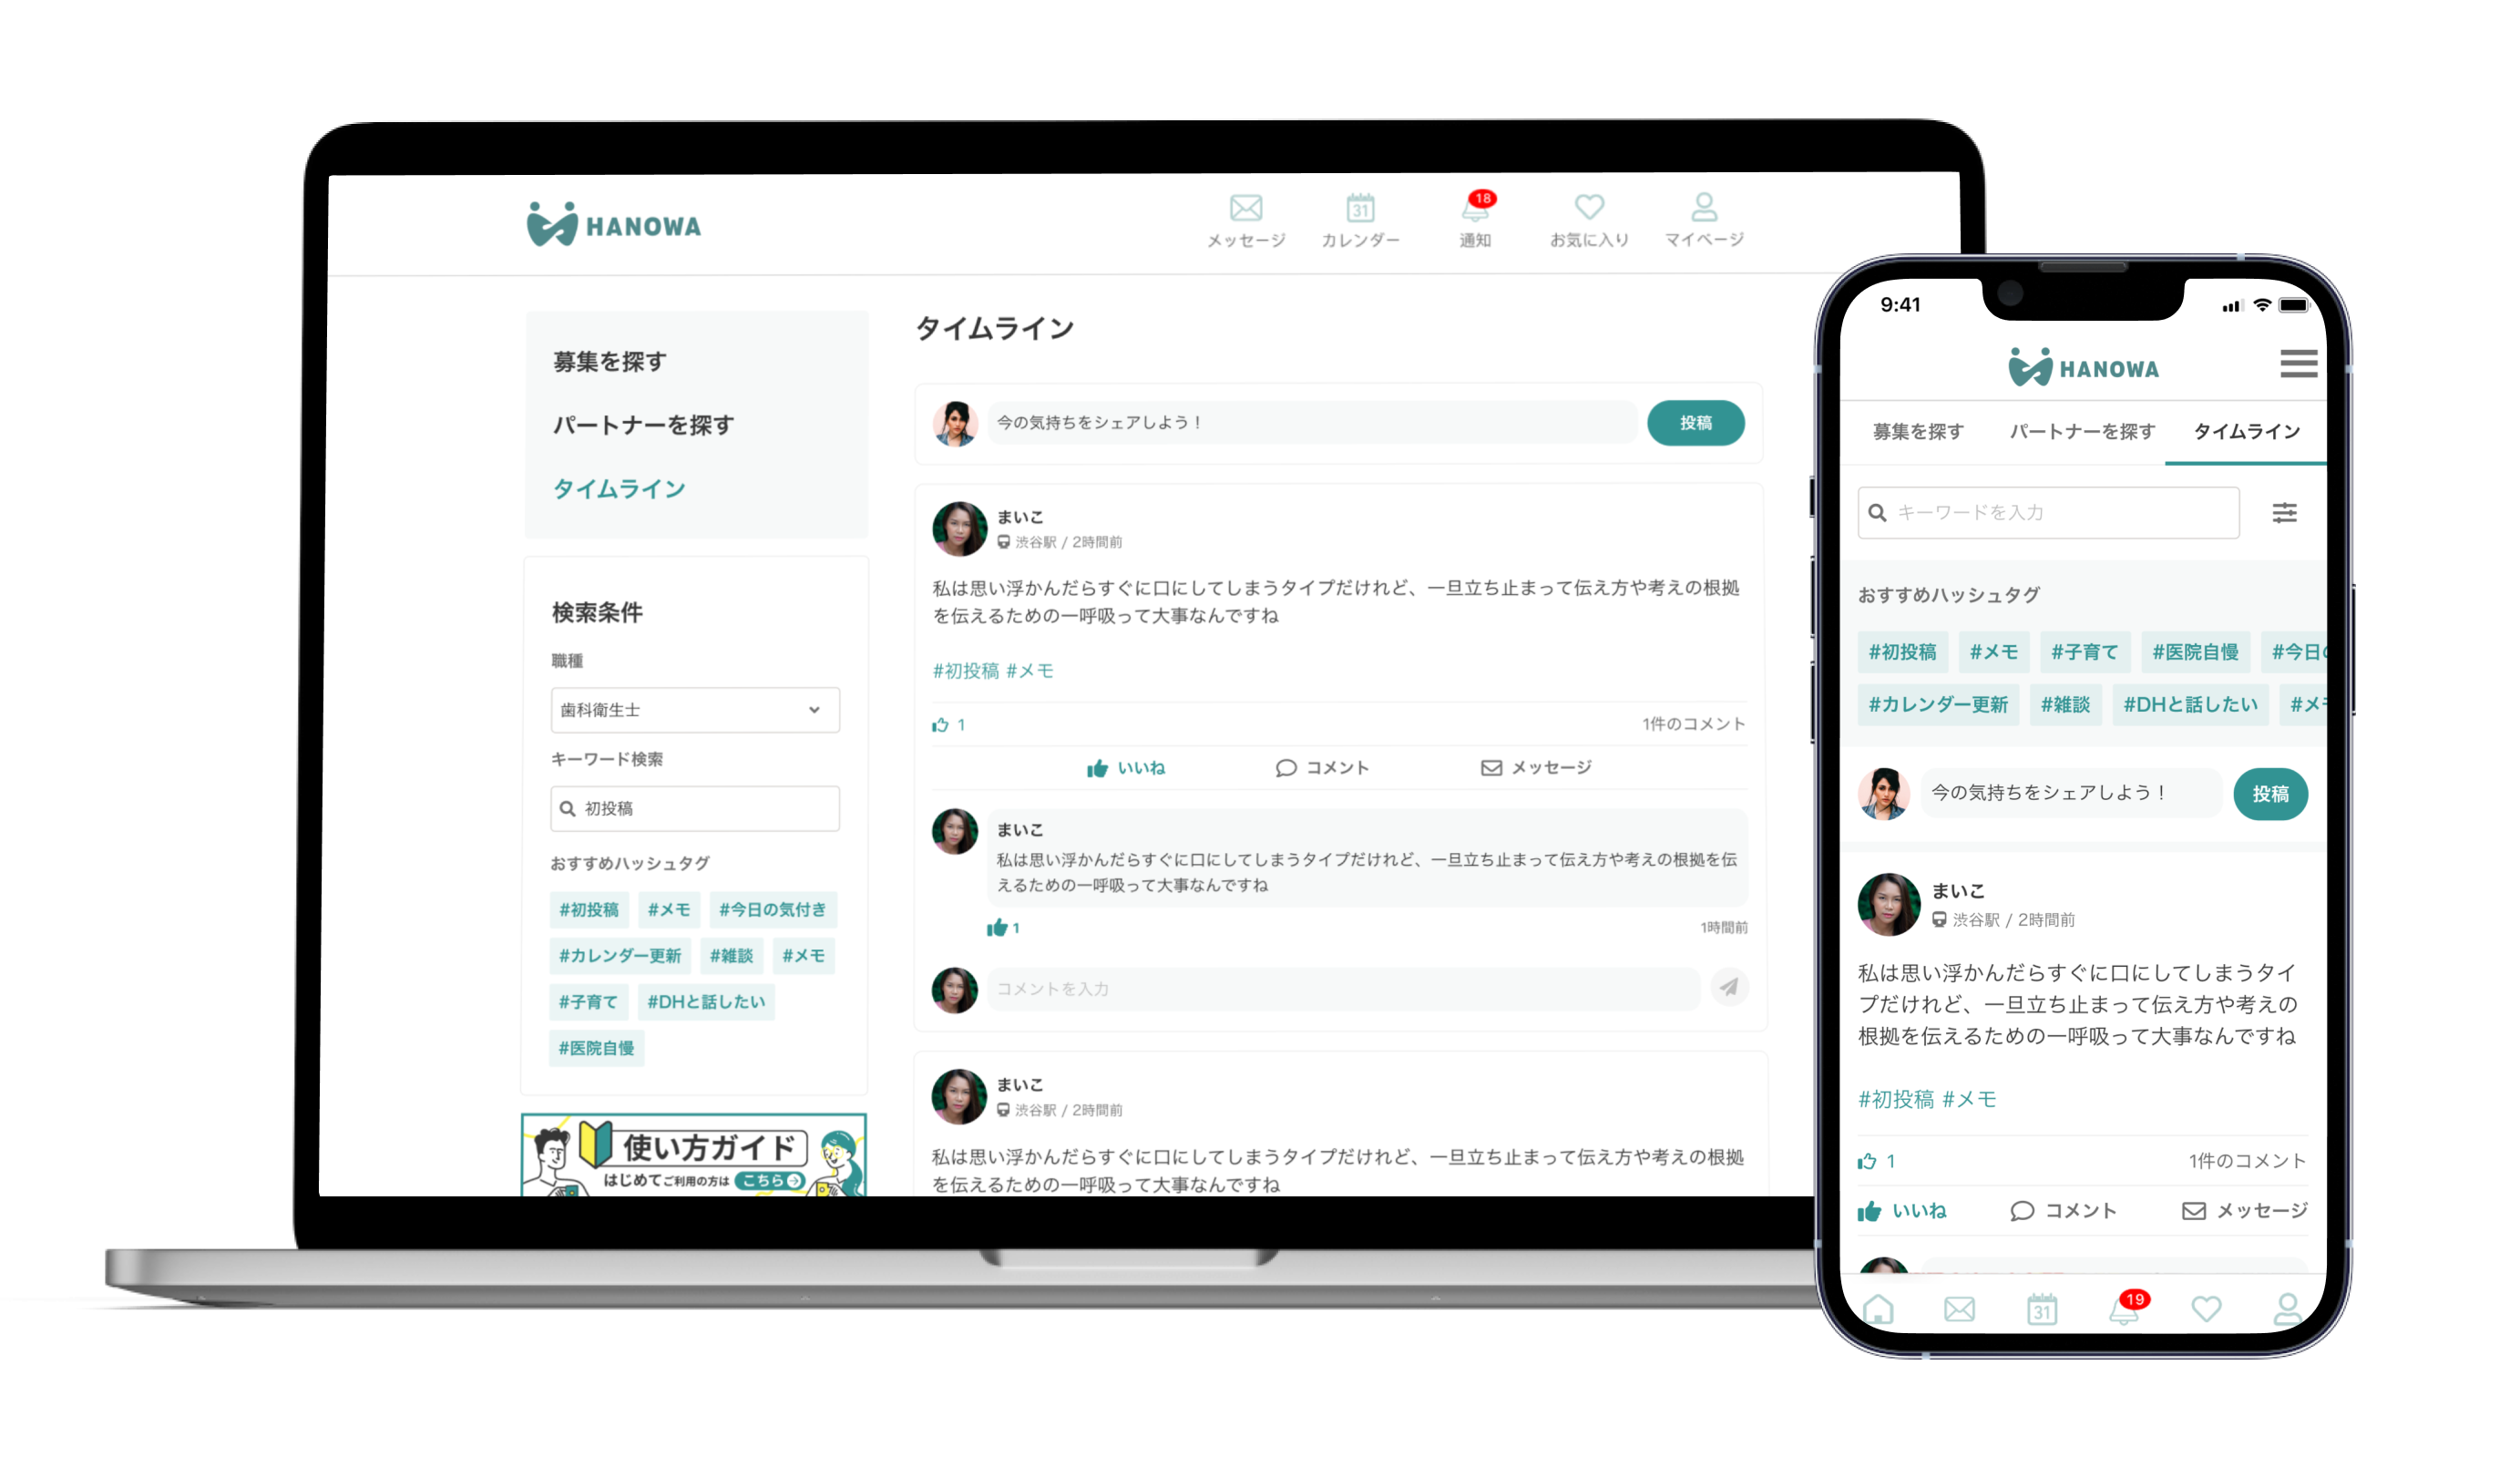 HANOWA
31
18
メッセージ
カレンダー
通知
お気に入り
マイページ
募集を探す
パートナーを探す
タイムライン
検索条件
職種
歯科衛生士
キーワード検索
初投稿
おすすめハッシュタグ
#初投稿 #メモ #今日の気付き
#カレンダー更新 #雑談 #メモ
#子育て #DHと話したい
#医院自慢
使い方ガイド
はじめてご利用の方は こちら
タイムライン
今の気持ちをシェアしよう！
投稿
まいこ
渋谷駅 / 2時間前
私は思い浮かんだらすぐに口にしてしまうタイプだけれど、一旦立ち止まって伝え方や考えの根拠
を伝えるための一呼吸って大事なんですね
#初投稿 #メモ
1
1件のコメント
いいね
コメント
メッセージ
まいこ
私は思い浮かんだらすぐに口にしてしまうタイプだけれど、一旦立ち止まって伝え方や考えの根拠を伝
えるための一呼吸って大事なんですね
1
1時間前
コメントを入力
まいこ
渋谷駅 / 2時間前
私は思い浮かんだらすぐに口にしてしまうタイプだけれど、一旦立ち止まって伝え方や考えの根拠
を伝えるための一呼吸って大事なんですね
9:41
HANOWA
募集を探す
パートナーを探す
タイムライン
キーワードを入力
おすすめハッシュタグ
#初投稿 #メモ #子育て #医院自慢 #今日
#カレンダー更新 #雑談 #DHと話したい #メモ
今の気持ちをシェアしよう！
投稿
まいこ
渋谷駅 / 2時間前
私は思い浮かんだらすぐに口にしてしまうタイ
プだけれど、一旦立ち止まって伝え方や考えの
根拠を伝えるための一呼吸って大事なんですね
#初投稿 #メモ
1
1件のコメント
いいね
コメント
メッセージ
31
19